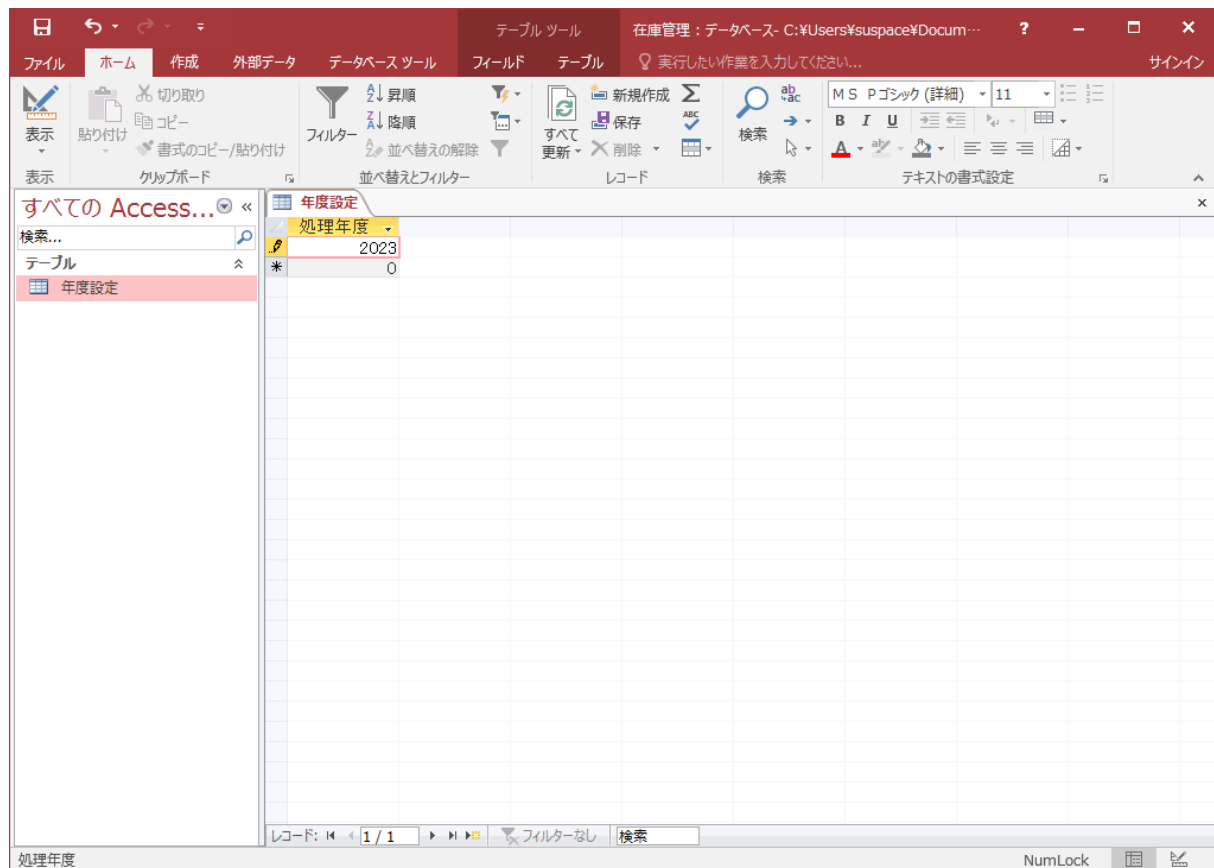 テーブル ツール 在庫管理：データベース- C:¥Users¥suspace¥Docum… ?
ファイル ホーム 作成 外部データ データベース ツール フィールド テーブル 実行したい作業を入力してください... サインイン
切り取り 昇順 新規作成 MS Pゴシック (詳細) 11
表示 貼り付け コピー フィルター 降順 すべて 更新 保存 検索 B I U
書式のコピー/貼り付け 並べ替えの解除 削除 A
表示 クリップボード 並べ替えとフィルター レコード 検索 テキストの書式設定
すべての Access... « 年度設定
検索... 処理年度
2023
テーブル 0
年度設定
レコード: 1 / 1 フィルターなし 検索
処理年度 NumLock